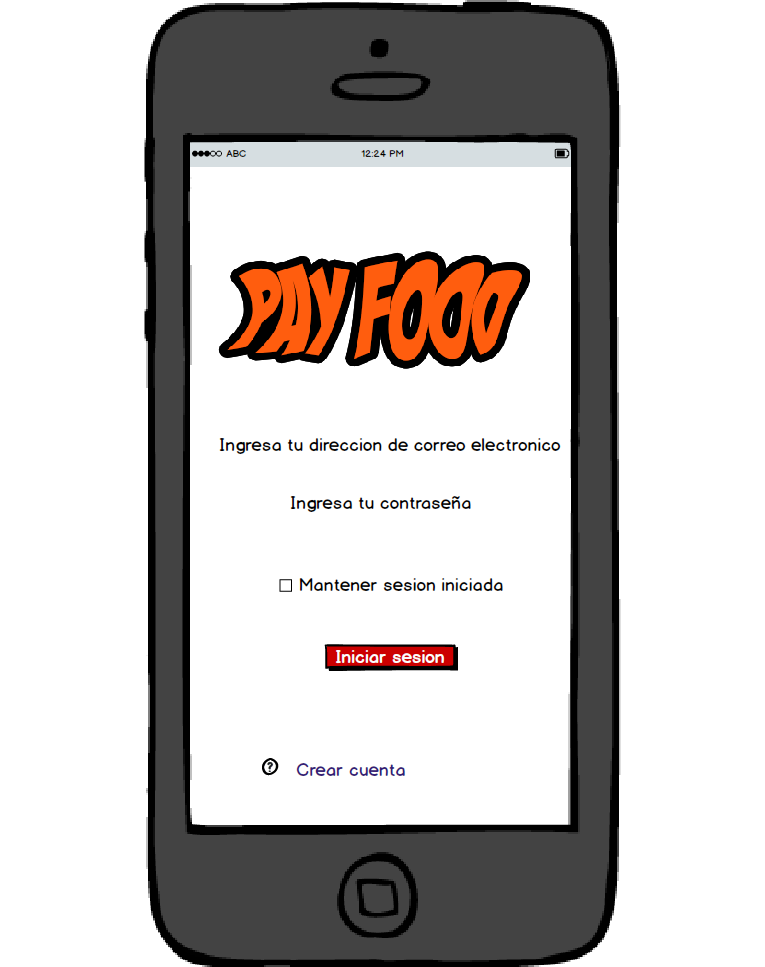 ABC 12:24 PM
PAY FOOD
Ingresa tu direccion de correo electronico
Ingresa tu contraseña
Mantener sesion iniciada
Iniciar sesion
? Crear cuenta